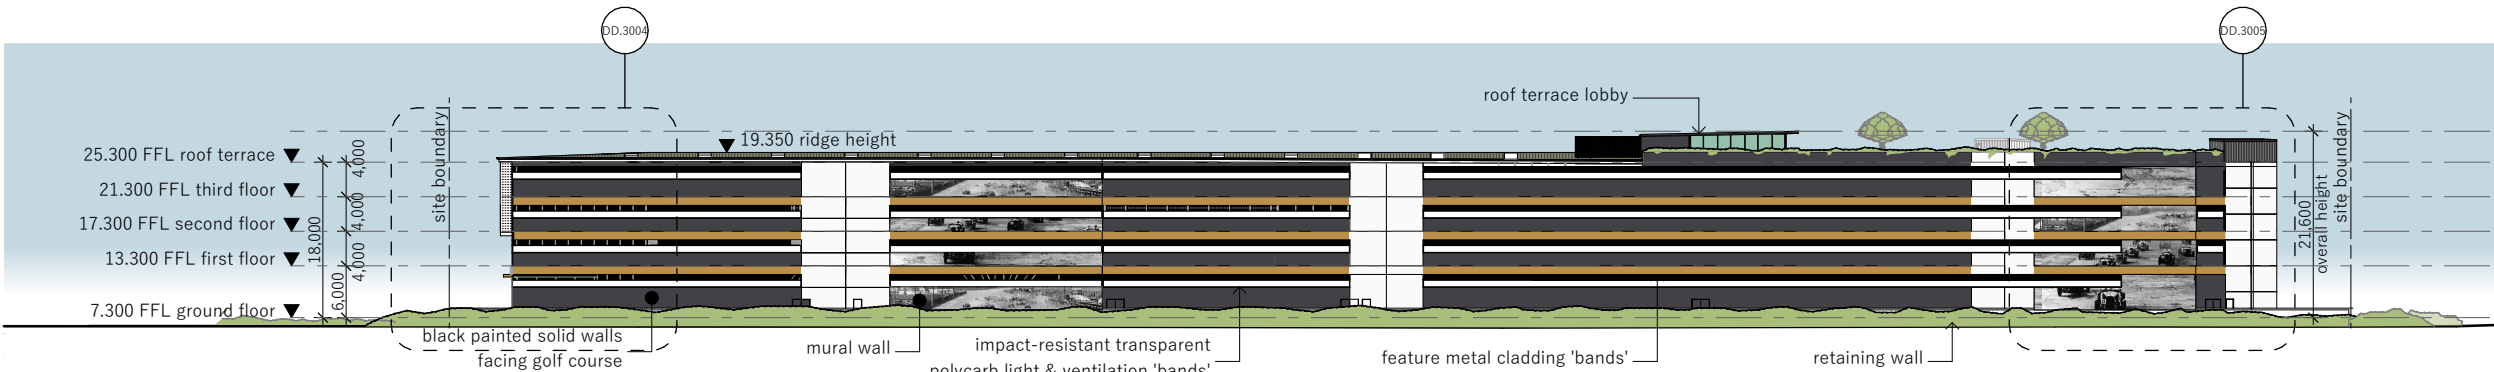 DD.3004
DD.3005
roof terrace lobby
19.350 ridge height
25.300 FFL roof terrace
21.300 FFL third floor
17.300 FFL second floor
13.300 FFL first floor
7.300 FFL ground floor
18,000
4,000
4,000
4,000
6,000
site boundary
21,600
overall height
site boundary
black painted solid walls
facing golf course
mural wall
impact-resistant transparent
polycarb light & ventilation 'bands'
feature metal cladding 'bands'
retaining wall